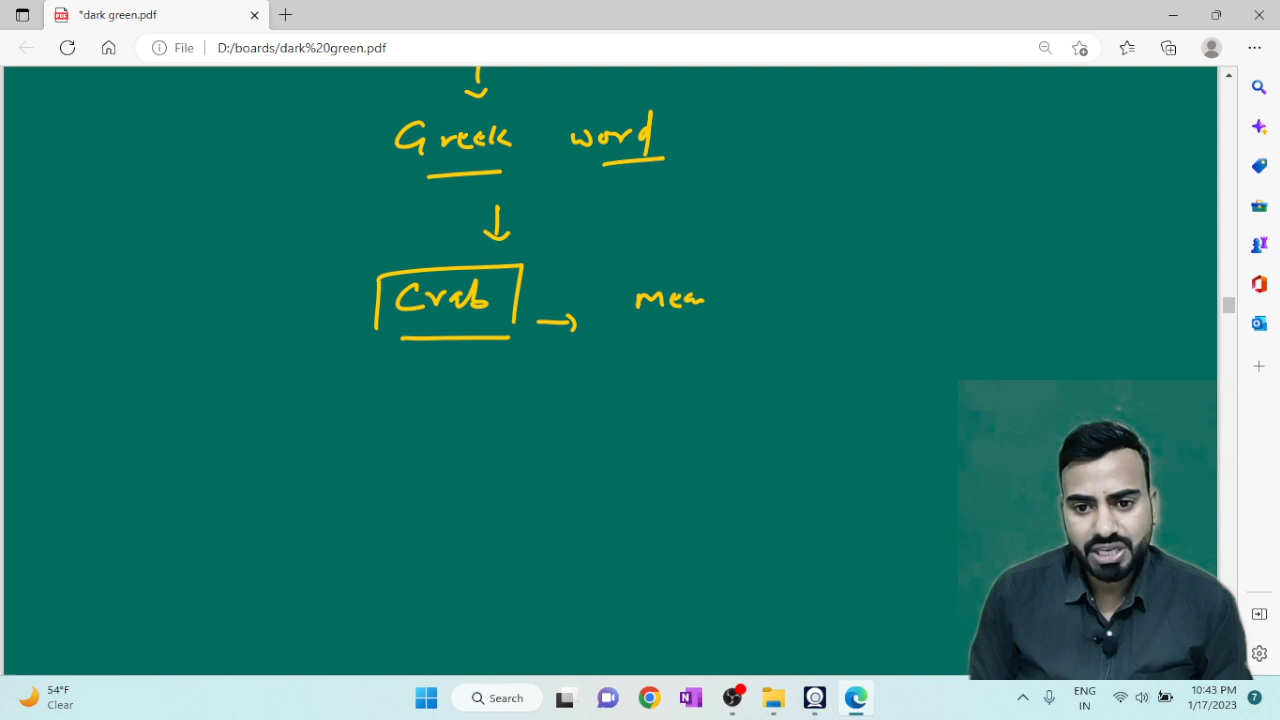 *dark green.pdf
File D:/boards/dark%20green.pdf
Greek word
Crab → mea
54°F
Clear
Search
ENG
IN
10:43 PM
1/17/2023
7